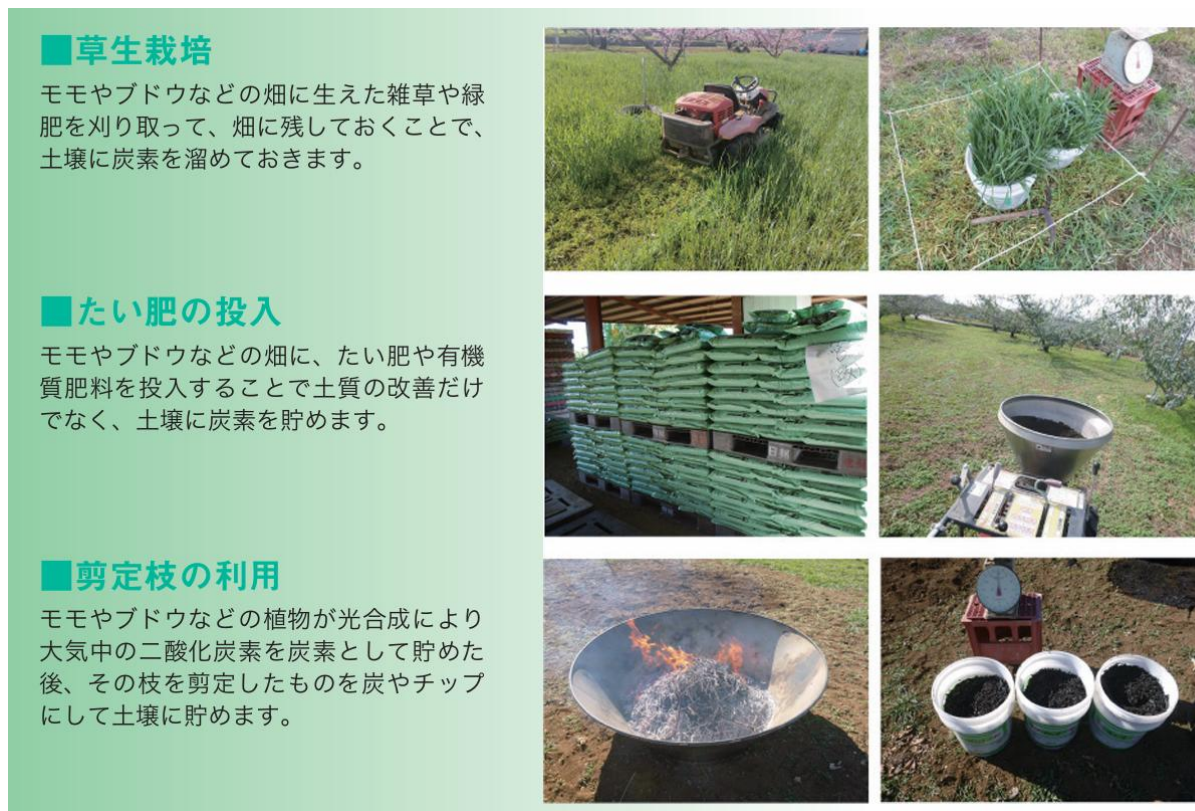 ■草生栽培
モモやブドウなどの畑に生えた雑草や緑
肥を刈り取って、畑に残しておくことで、
土壌に炭素を溜めておきます。
■たい肥の投入
モモやブドウなどの畑に、たい肥や有機
質肥料を投入することで土質の改善だけ
でなく、土壌に炭素を貯めます。
■剪定枝の利用
モモやブドウなどの植物が光合成により
大気中の二酸化炭素を炭素として貯めた
後、その枝を剪定したものを炭やチップ
にして土壌に貯めます。